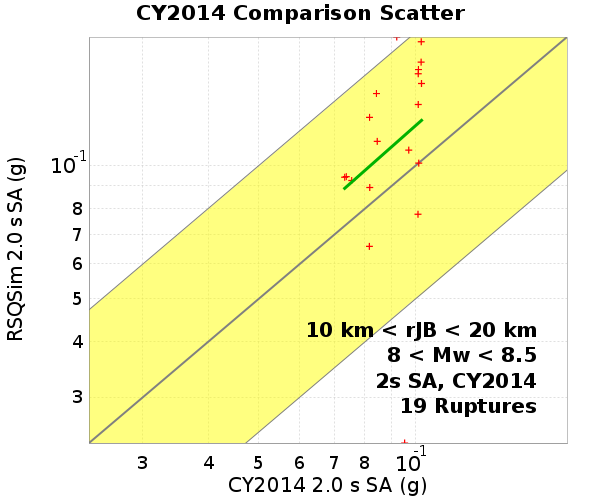 CY2014 Comparison Scatter
RSQSim 2.0 s SA (g)
10-1
8
7
6
5
4
3
10 km < rJB < 20 km
8 < Mw < 8.5
2s SA, CY2014
19 Ruptures
3 4 5 6 7 8 10-1
CY2014 2.0 s SA (g)